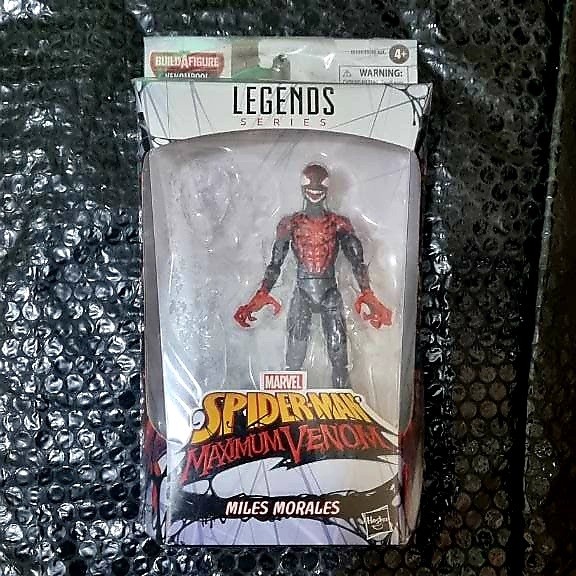 BUILD A FIGURE
VENOMPOOL
4+
WARNING:
LEGENDS
SERIES
MARVEL
SPIDER-MAN
MAXIMUM VENOM
MILES MORALES
Hasbro